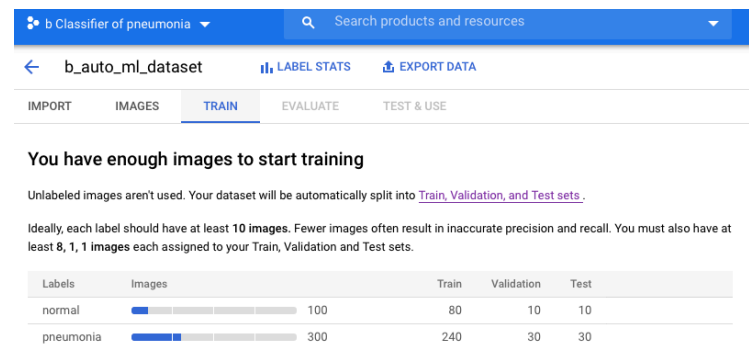 b Classifier of pneumonia Search products and resources
b_auto_ml_dataset LABEL STATS EXPORT DATA
IMPORT IMAGES TRAIN EVALUATE TEST & USE
You have enough images to start training
Unlabeled images aren't used. Your dataset will be automatically split into Train, Validation, and Test sets .
Ideally, each label should have at least 10 images. Fewer images often result in inaccurate precision and recall. You must also have at
least 8, 1, 1 images each assigned to your Train, Validation and Test sets.
Labels Images Train Validation Test
normal 100 80 10 10
pneumonia 300 240 30 30